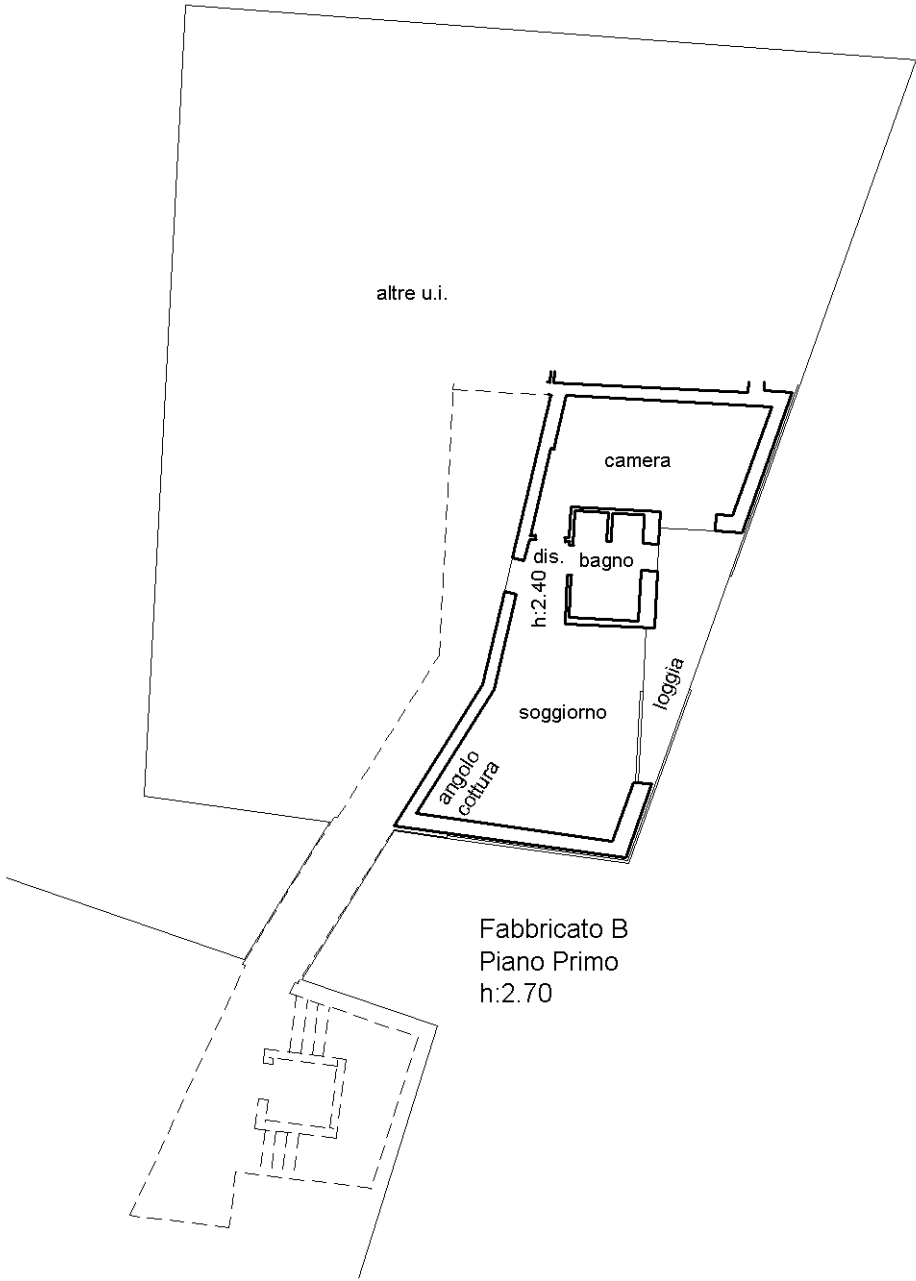 altre u.i.
camera
dis.
bagno
h:2.40
loggia
soggiorno
angolo
cottura
Fabbricato B
Piano Primo
h:2.70